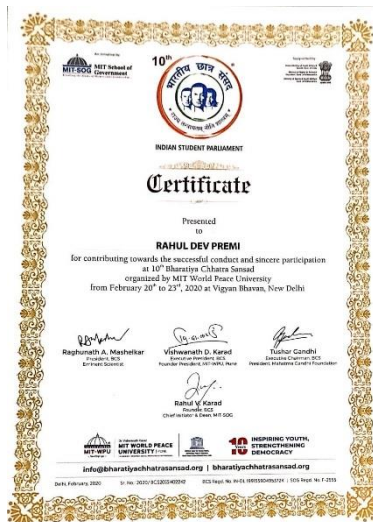 MIT-SOG
MIT School of
Government
10th
भारतीय छात्र संसद
INDIAN STUDENT PARLIAMENT
Certificate
Presented
to
RAHUL DEV PREMI
for contributing towards the successful conduct and sincere participation
at 10th Bharatiya Chhatra Sansad
organized by MIT World Peace University
from February 20th to 23rd, 2020 at Vigyan Bhavan, New Delhi
Raghunath A. Mashelkar
President, BCS
Eminent Scientist
Vishwanath D. Karad
Executive President, BCS
Founder President, MIT-WPU, Pune
Tushar Gandhi
Executive Chairman, BCS
President, Mahatma Gandhi Foundation
Rahul V. Karad
Founder, BCS
Chief Initiator & Dean, MIT-SOG
MIT-WPU
MIT WORLD PEACE
UNIVERSITY
10
Years
INSPIRING YOUTH,
STRENGTHENING
DEMOCRACY
info@bharatiyachhatrasansad.org | bharatiyachhatrasansad.org
Delhi, February, 2020